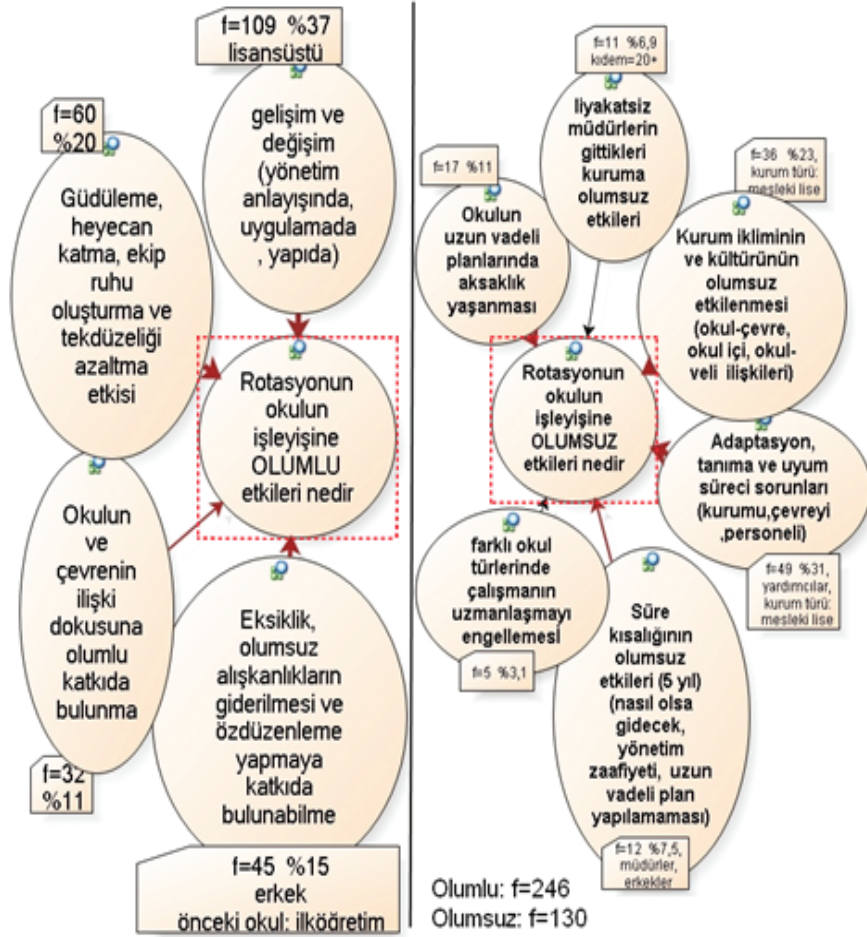 f=109 %37
lisansüstü
gelişim ve
değişim
(yönetim
anlayışında,
uygulamada
, yapıda)
f=60
%20
Güdüleme,
heyecan
katma, ekip
ruhu
oluşturma ve
tekdüzeliği
azaltma
etkisi
Rotasyonun
okulun
işleyişine
OLUMLU
etkileri nedir
Okulun
ve
çevrenin
ilişki
dokusuna
olumlu
katkıda
bulunma
f=32
%11
Eksiklik,
olumsuz
alışkanlıkların
giderilmesi ve
özdüzenleme
yapmaya
katkıda
bulunabilme
f=45 %15
erkek
önceki okul: ilköğretim
f=11 %6,9
kıdem=20+
liyakatsiz
müdürlerin
gittikleri
kuruma
olumsuz
etkileri
f=17 %11
Okulun
uzun vadeli
planlarında
aksaklık
yaşanması
f=36 %23,
kurum türü:
mesleki lise
Kurum ikliminin
ve kültürünün
olumsuz
etkilenmesi
(okul-çevre,
okul içi, okul-
veli ilişkileri)
Rotasyonun
okulun
işleyişine
OLUMSUZ
etkileri nedir
Adaptasyon,
tanıma ve uyum
süreci sorunları
(kurumu,çevreyi
,personeli)
f=49 %31,
yardımcılar,
kurum türü:
mesleki lise
farklı okul
türlerinde
çalışmanın
uzmanlaşmayı
engellemesi
f=5 %3,1
Süre
kısalığının
olumsuz
etkileri (5 yıl)
(nasıl olsa
gidecek,
yönetim
zaafiyeti, uzun
vadeli plan
yapılamaması)
f=12 %7,5,
müdürler,
erkekler
Olumlu: f=246
Olumsuz: f=130